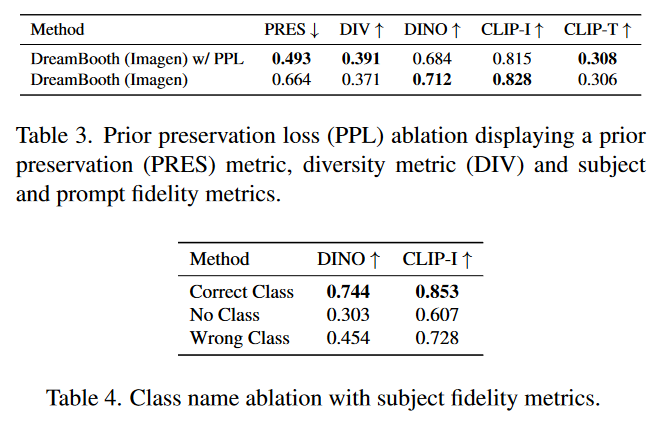 Method PRES ↓ DIV ↑ DINO ↑ CLIP-I ↑ CLIP-T ↑
DreamBooth (Imagen) w/ PPL 0.493 0.391 0.684 0.815 0.308
DreamBooth (Imagen) 0.664 0.371 0.712 0.828 0.306
Table 3. Prior preservation loss (PPL) ablation displaying a prior
preservation (PRES) metric, diversity metric (DIV) and subject
and prompt fidelity metrics.
Method DINO ↑ CLIP-I ↑
Correct Class 0.744 0.853
No Class 0.303 0.607
Wrong Class 0.454 0.728
Table 4. Class name ablation with subject fidelity metrics.